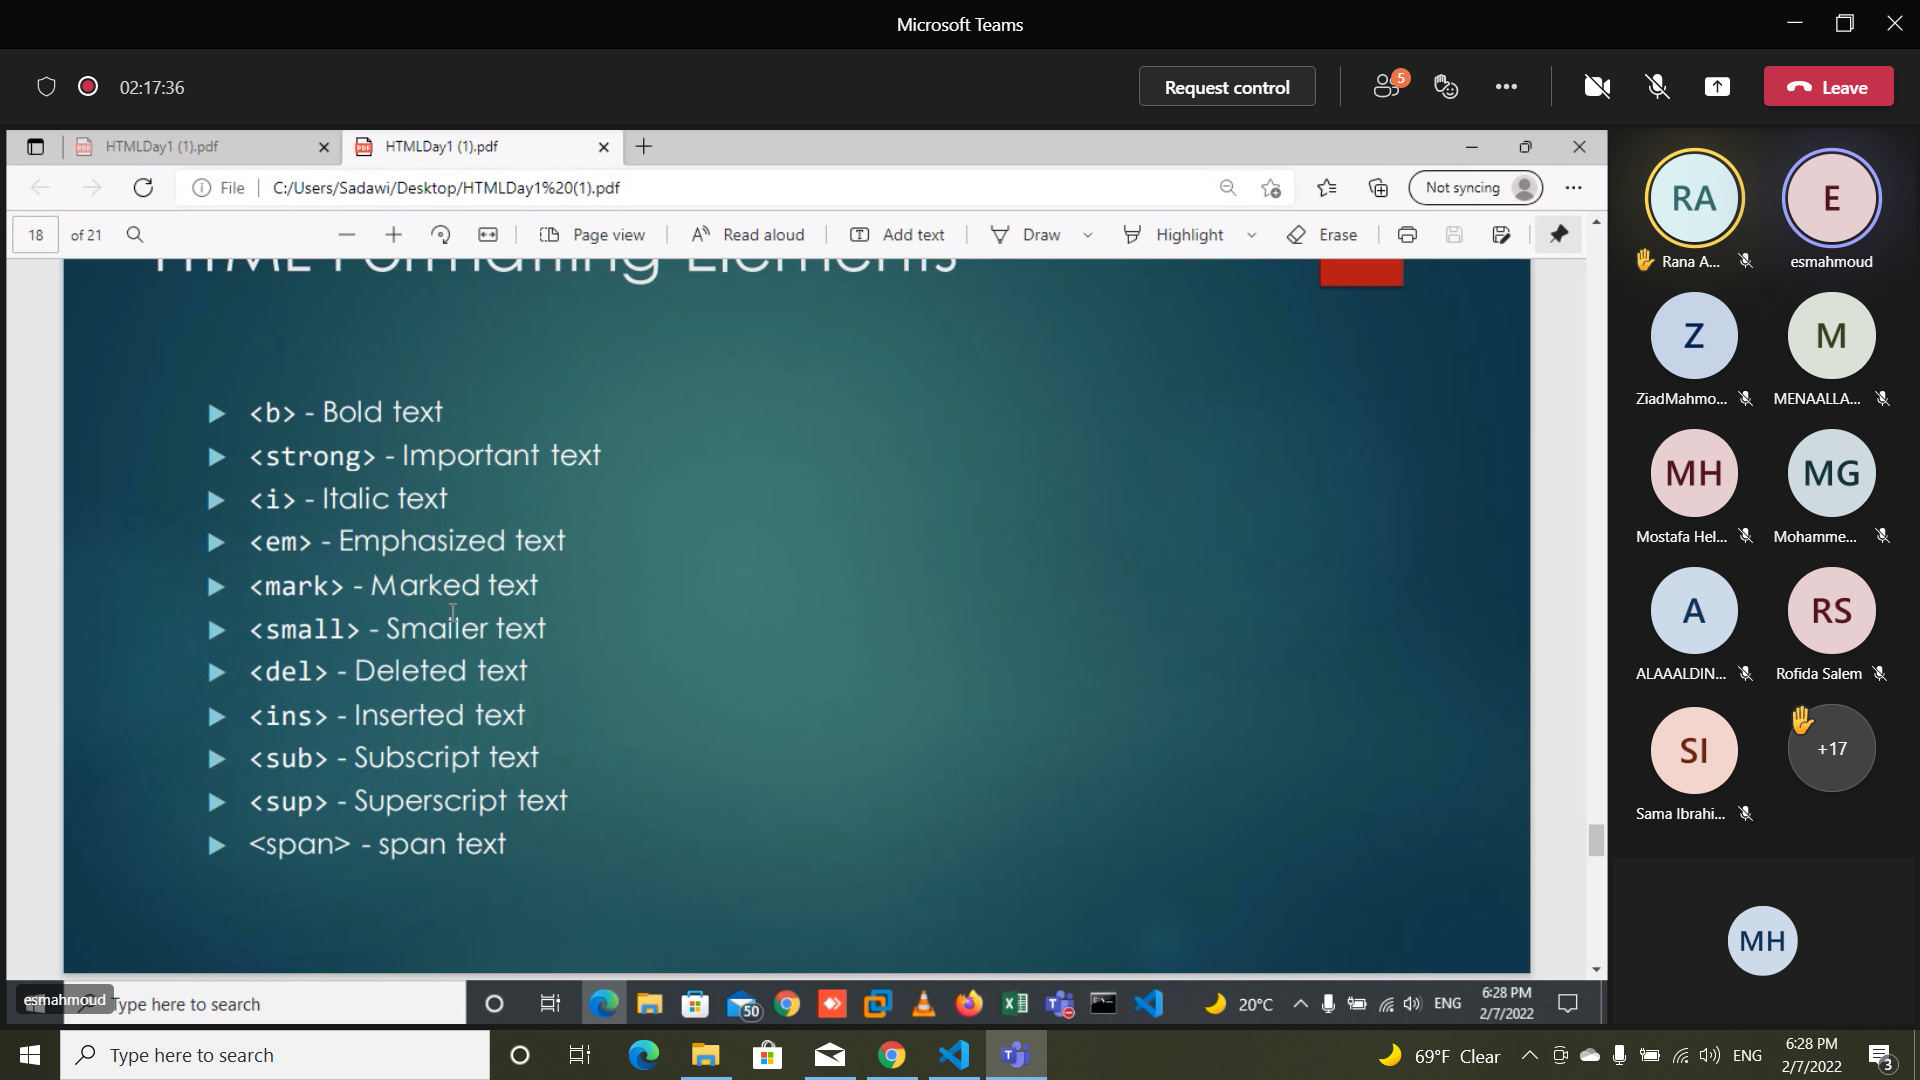 Microsoft Teams
02:17:36
Request control
5
Leave
HTMLDay1 (1).pdf
HTMLDay1 (1).pdf
File
C:/Users/Sadawi/Desktop/HTMLDay1%20(1).pdf
Not syncing
18 of 21
Page view
Read aloud
Add text
Draw
Highlight
Erase
HTML Formatting Elements
<b> - Bold text
<strong> - Important text
<i> - Italic text
<em> - Emphasized text
<mark> - Marked text
<small> - Smaller text
<del> - Deleted text
<ins> - Inserted text
<sub> - Subscript text
<sup> - Superscript text
<span> - span text
RA
Rana A...
E
esmahmoud
Z
ZiadMahmo...
M
MENAALLA...
MH
Mostafa Hel...
MG
Mohamme...
A
ALAAALDIN...
RS
Rofida Salem
SI
Sama Ibrahi...
+17
MH
esmahmoud
Type here to search
50
20°C
ENG
6:28 PM
2/7/2022
Type here to search
69°F Clear
ENG
6:28 PM
2/7/2022
3